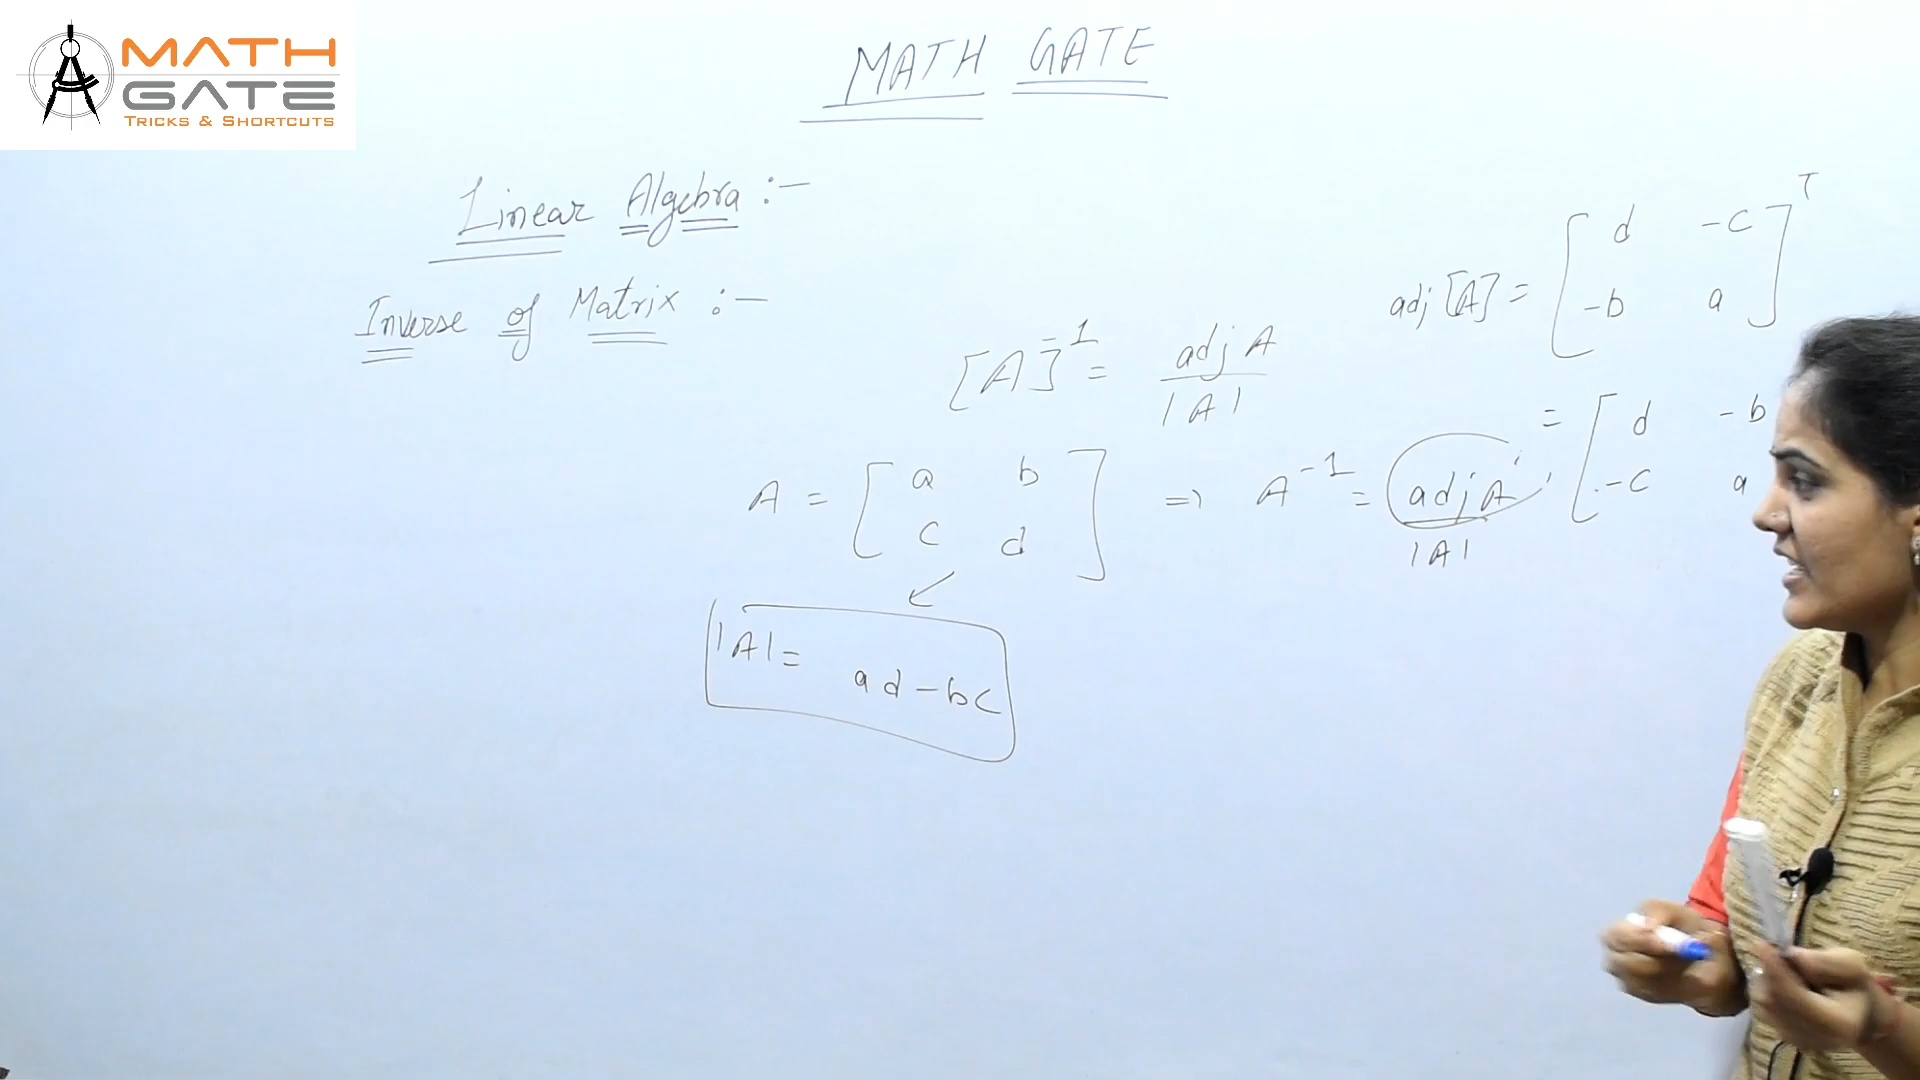 MATH
GATE
TRICKS & SHORTCUTS
MATH GATE
Linear Algebra :-
Inverse of Matrix :-
adj [A] = [ d -c
-b a ]ᵀ
[A]⁻¹ = adj A / |A|
= [ d -b
-c a
A = [ a b
c d ] => A⁻¹ = adj A / |A|
|A| = ad - bc